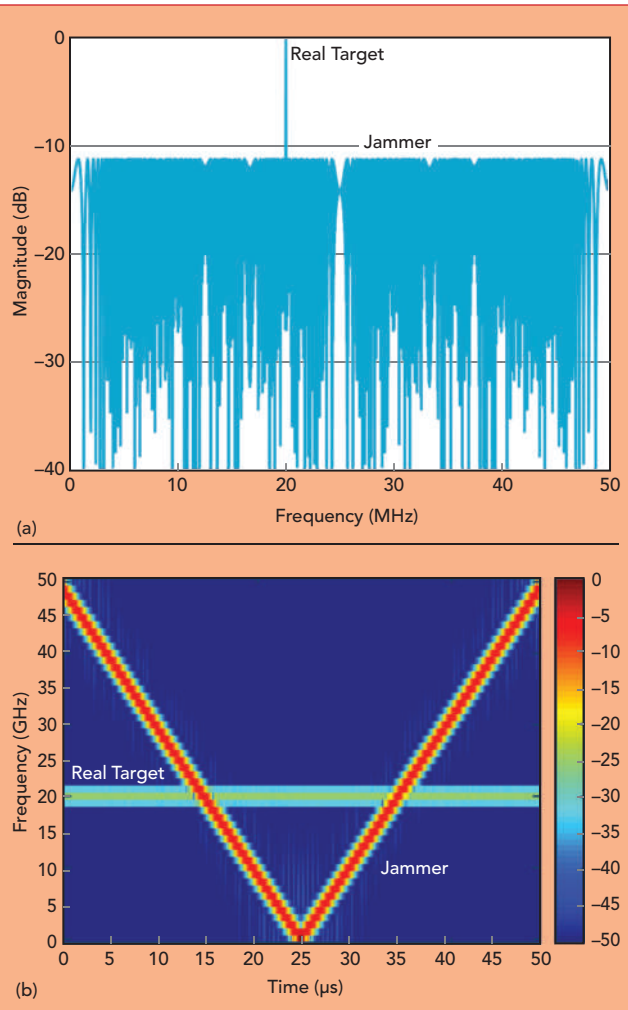 0
Real Target
-10
Jammer
Magnitude (dB)
-20
-30
-40
0 10 20 30 40 50
Frequency (MHz)
(a)
50
45
40
35
30
25
20
15
10
5
0
Frequency (GHz)
Real Target
Jammer
0 5 10 15 20 25 30 35 40 45 50
Time (µs)
0
-5
-10
-15
-20
-25
-30
-35
-40
-45
-50
(b)